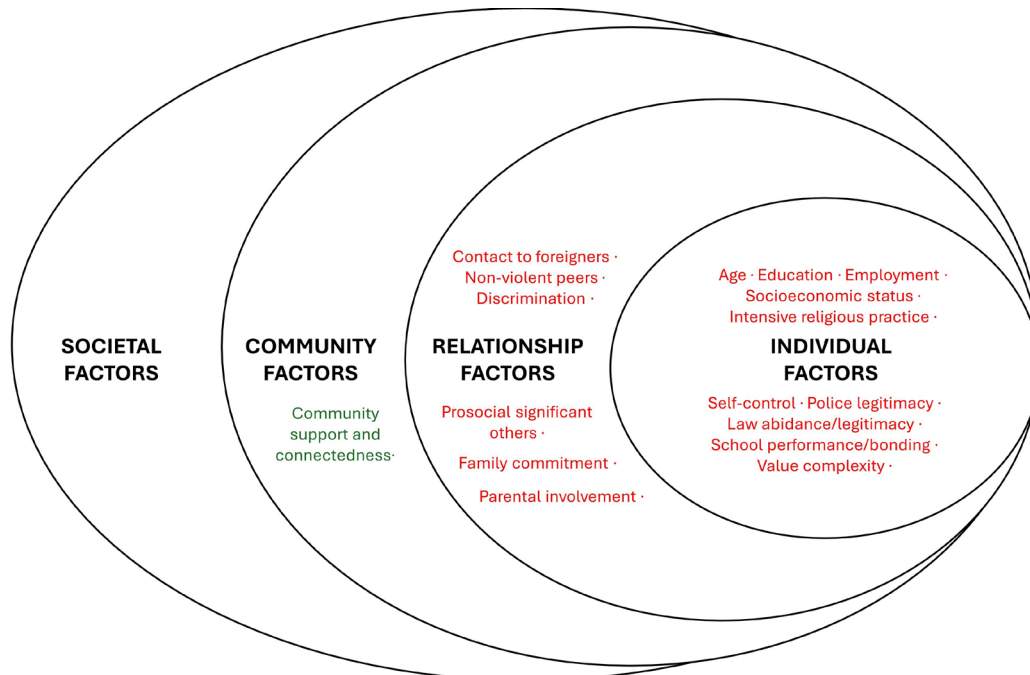 SOCIETAL
FACTORS
COMMUNITY
FACTORS
Community
support and
connectedness·
Contact to foreigners ·
Non-violent peers ·
Discrimination ·
RELATIONSHIP
FACTORS
Prosocial significant
others ·
Family commitment ·
Parental involvement ·
Age · Education · Employment ·
Socioeconomic status ·
Intensive religious practice ·
INDIVIDUAL
FACTORS
Self-control · Police legitimacy ·
Law abidance/legitimacy ·
School performance/bonding ·
Value complexity ·